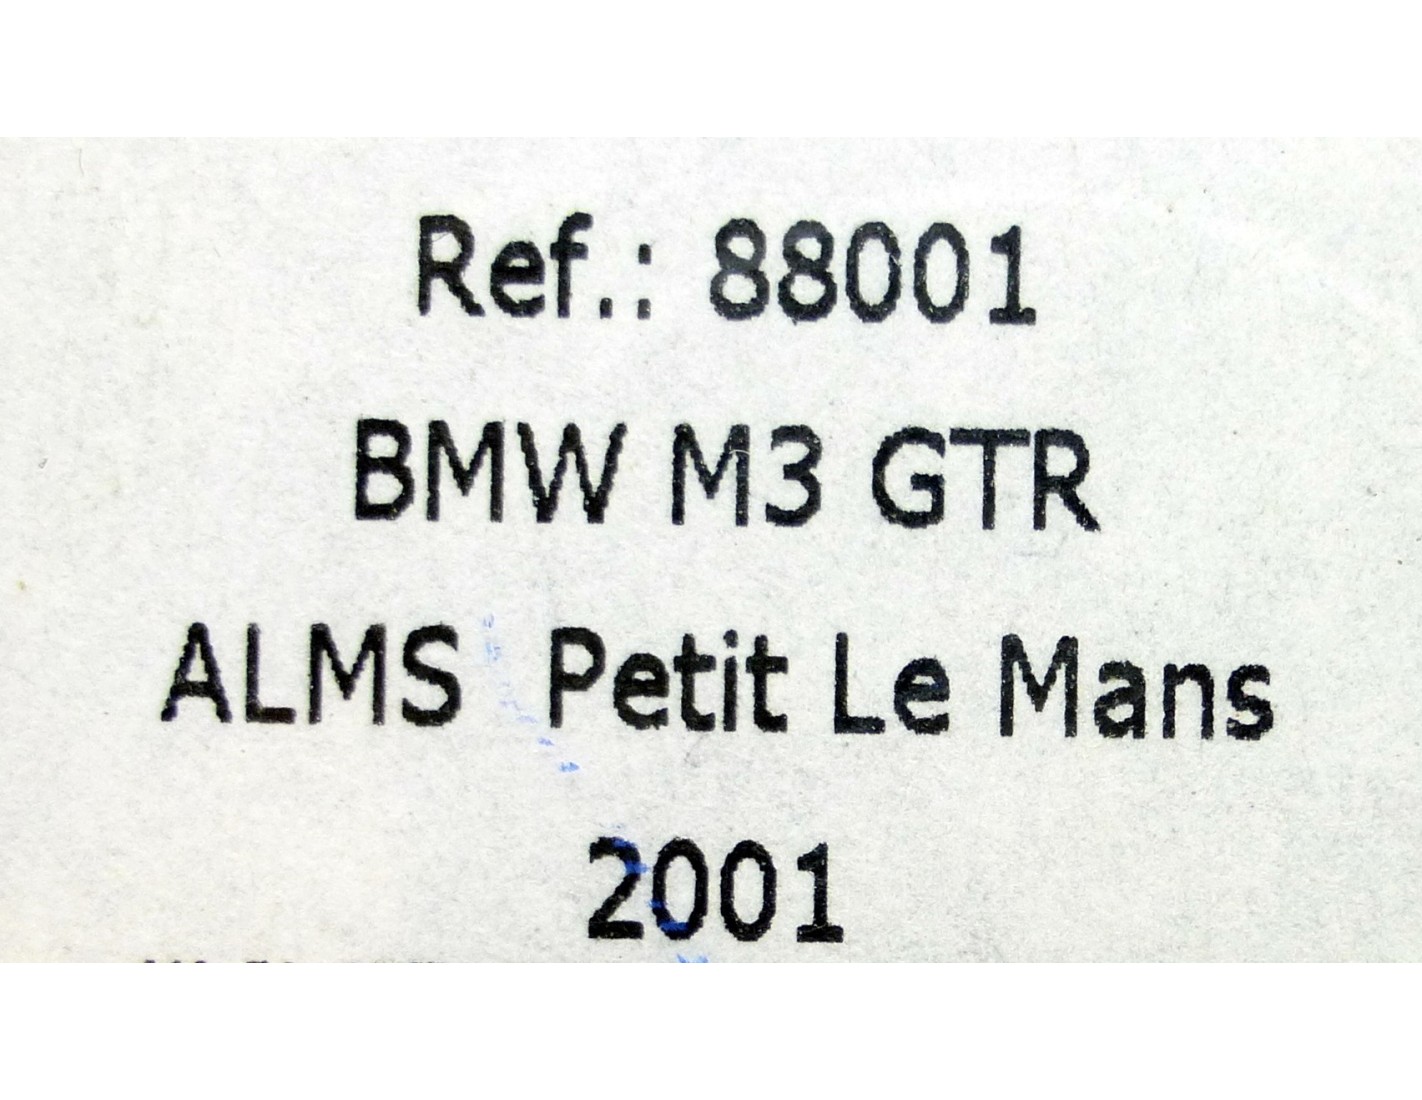 Ref.: 88001
BMW M3 GTR
ALMS Petit Le Mans
2001